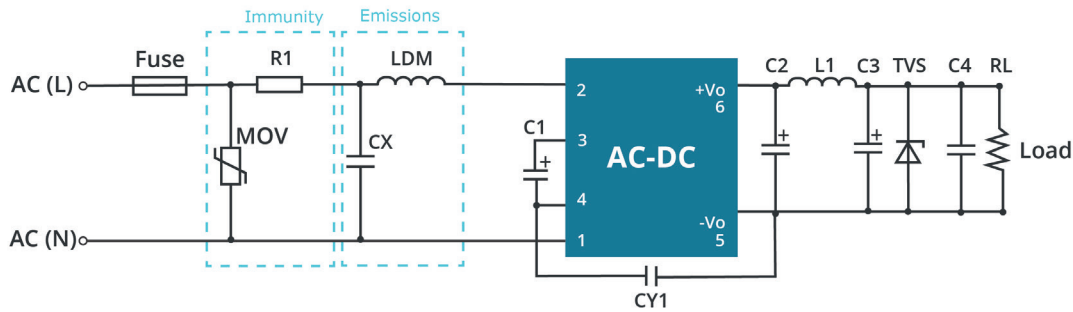 Immunity
Emissions
Fuse
R1
LDM
C2
L1
C3
TVS
C4
RL
AC (L)
2
+Vo
6
MOV
CX
C1
+
3
AC-DC
+
+
Load
4
AC (N)
1
-Vo
5
CY1